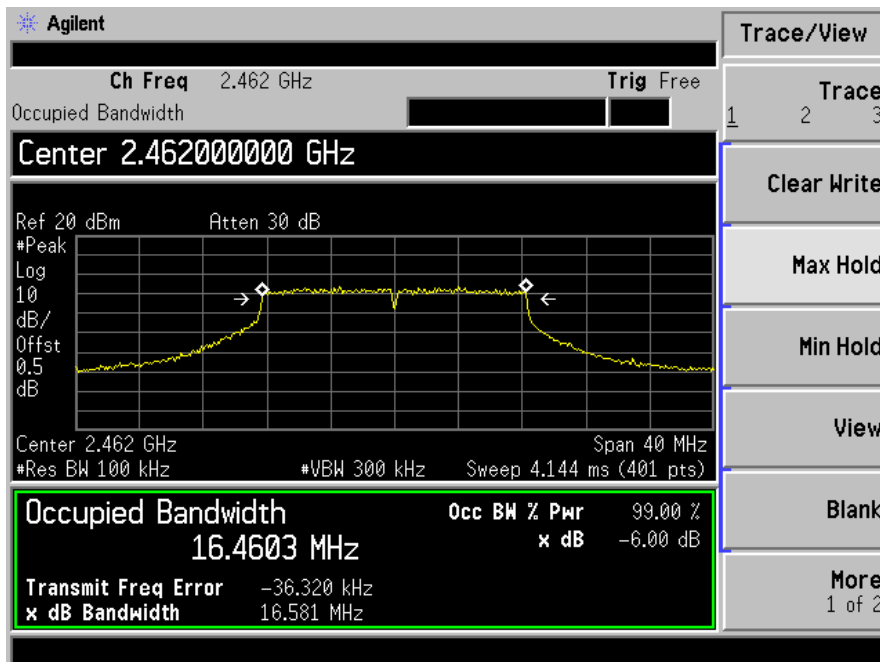 Agilent
Trace/View
Ch Freq 2.462 GHz Trig Free
Occupied Bandwidth
Trace
1 2 3
Center 2.462000000 GHz
Clear Write
Ref 20 dBm Atten 30 dB
#Peak
Log
10
dB/
Offst
0.5
dB
Max Hold
Min Hold
Center 2.462 GHz Span 40 MHz
#Res BW 100 kHz #VBW 300 kHz Sweep 4.144 ms (401 pts)
View
Occupied Bandwidth Occ BW % Pwr 99.00 %
16.4603 MHz x dB -6.00 dB
Blank
Transmit Freq Error -36.320 kHz
x dB Bandwidth 16.581 MHz
More
1 of 2